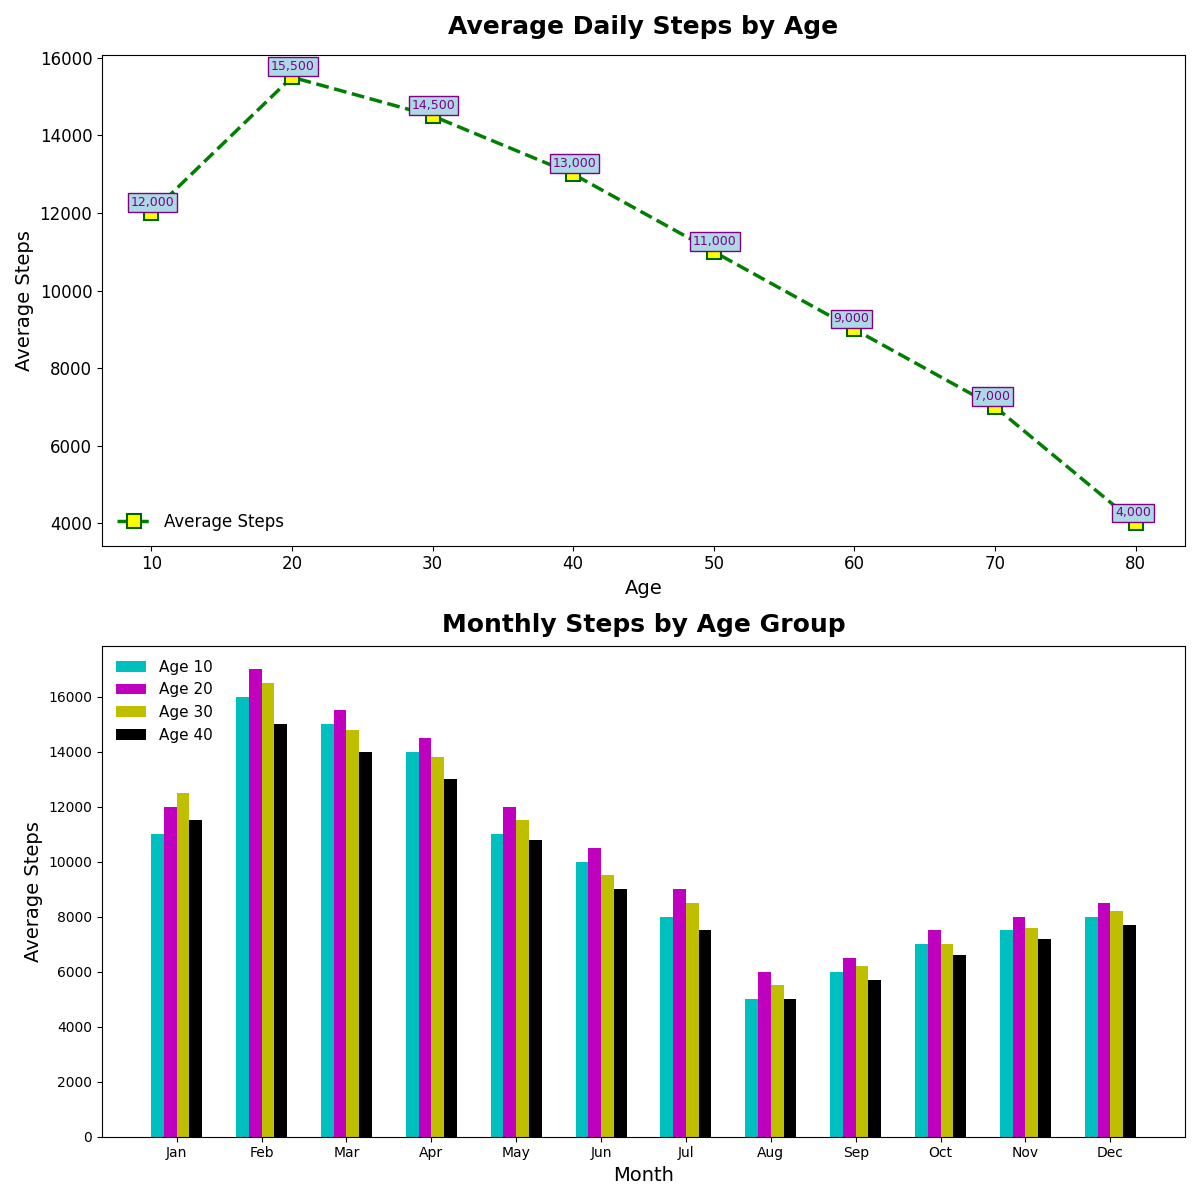 Average Daily Steps by Age
16000
14000
12000
10000
8000
6000
4000
Average Steps
12,000
15,500
14,500
13,000
11,000
9,000
7,000
4,000
Average Steps
10 20 30 40 50 60 70 80
Age
Monthly Steps by Age Group
Age 10
Age 20
Age 30
Age 40
16000
14000
12000
10000
8000
6000
4000
2000
0
Average Steps
Jan Feb Mar Apr May Jun Jul Aug Sep Oct Nov Dec
Month